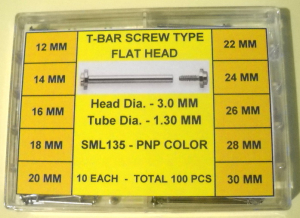 T-BAR SCREW TYPE
FLAT HEAD
12 MM
14 MM
16 MM
18 MM
20 MM
Head Dia. - 3.0 MM
Tube Dia. - 1.30 MM
SML135 - PNP COLOR
10 EACH - TOTAL 100 PCS
22 MM
24 MM
26 MM
28 MM
30 MM